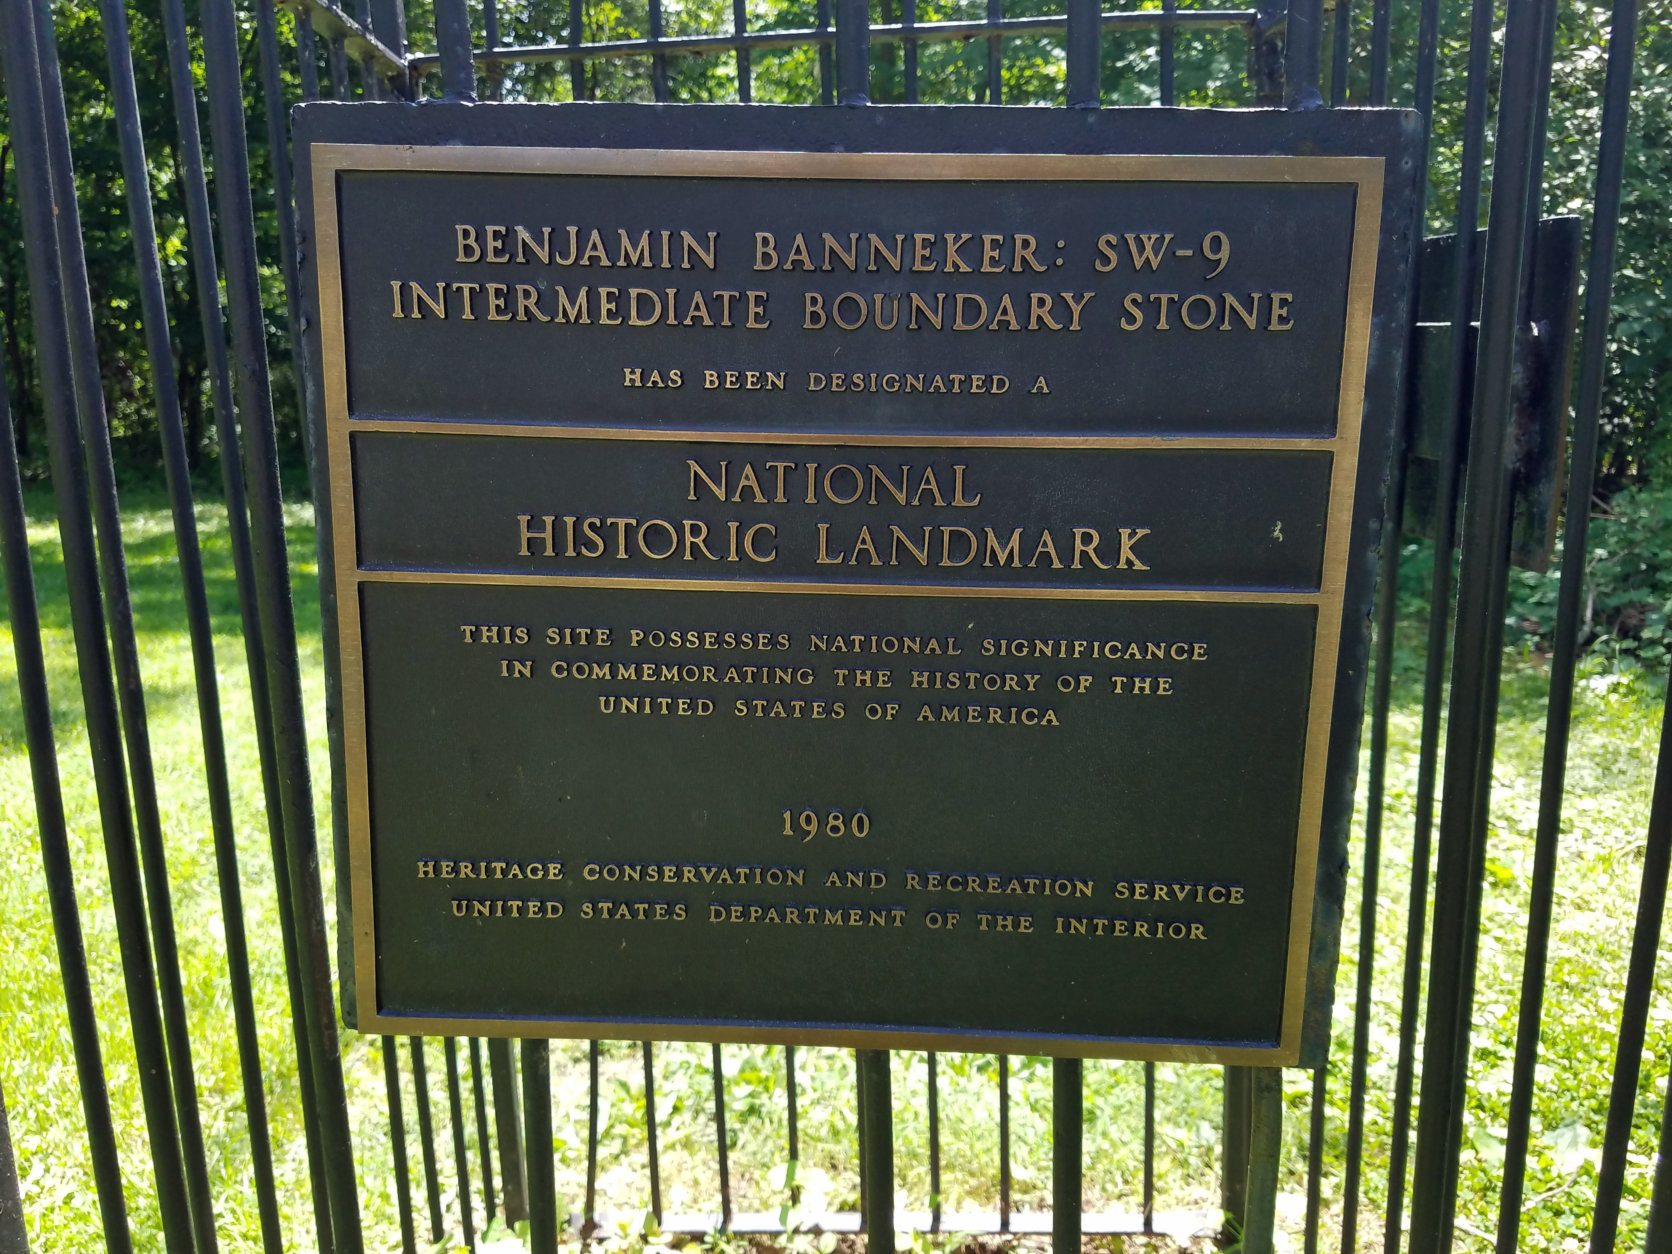 BENJAMIN BANNEKER: SW-9
INTERMEDIATE BOUNDARY STONE
HAS BEEN DESIGNATED A
NATIONAL
HISTORIC LANDMARK
THIS SITE POSSESSES NATIONAL SIGNIFICANCE
IN COMMEMORATING THE HISTORY OF THE
UNITED STATES OF AMERICA
1980
HERITAGE CONSERVATION AND RECREATION SERVICE
UNITED STATES DEPARTMENT OF THE INTERIOR